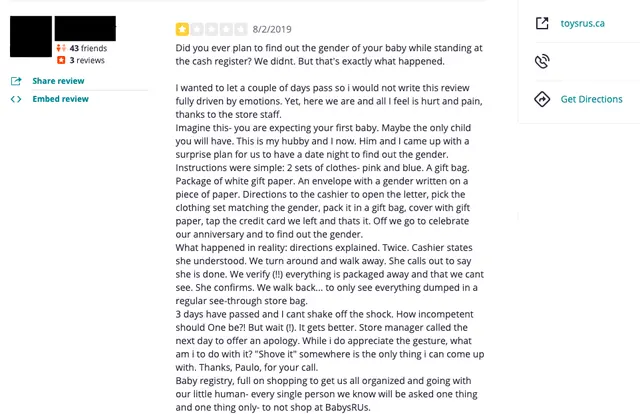 8/2/2019
43 friends
3 reviews
Share review
Embed review
Did you ever plan to find out the gender of your baby while standing at
the cash register? We didnt. But that's exactly what happened.
I wanted to let a couple of days pass so i would not write this review
fully driven by emotions. Yet, here we are and all I feel is hurt and pain,
thanks to the store staff.
Imagine this- you are expecting your first baby. Maybe the only child
you will have. This is my hubby and I now. Him and I came up with a
surprise plan for us to have a date night to find out the gender.
Instructions were simple: 2 sets of clothes- pink and blue. A gift bag.
Package of white gift paper. An envelope with a gender written on a
piece of paper. Directions to the cashier to open the letter, pick the
clothing set matching the gender, pack it in a gift bag, cover with gift
paper, tap the credit card we left and thats it. Off we go to celebrate
our anniversary and to find out the gender.
What happened in reality: directions explained. Twice. Cashier states
she understood. We turn around and walk away. She calls out to say
she is done. We verify (!!) everything is packaged away and that we cant
see. She confirms. We walk back... to only see everything dumped in a
regular see-through store bag.
3 days have passed and I cant shake off the shock. How incompetent
should One be?! But wait (!). It gets better. Store manager called the
next day to offer an apology. While i do appreciate the gesture, what
am i to do with it? "Shove it" somewhere is the only thing i can come up
with. Thanks, Paulo, for your call.
Baby registry, full on shopping to get us all organized and going with
our little human- every single person we know will be asked one thing
and one thing only- to not shop at BabysRUs.
toysrus.ca
Get Directions